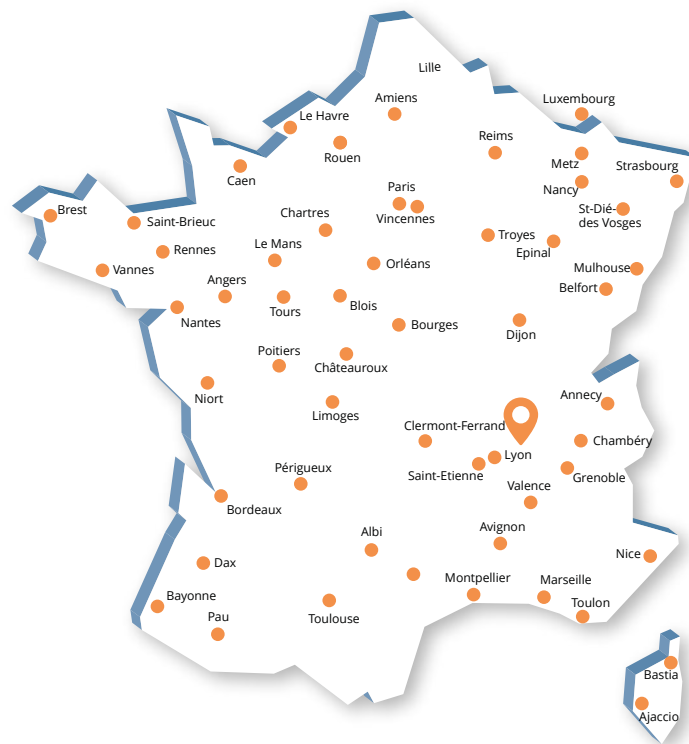 Lille
Amiens
Luxembourg
Le Havre
Rouen
Reims
Metz
Strasbourg
Caen
Nancy
Paris
Vincennes
Brest
Saint-Brieuc
Chartres
St-Dié-
des Vosges
Troyes
Epinal
Rennes
Le Mans
Orléans
Vannes
Mulhouse
Angers
Belfort
Nantes
Tours
Blois
Bourges
Dijon
Poitiers
Châteauroux
Niort
Annecy
Limoges
Clermont-Ferrand
Chambéry
Lyon
Saint-Etienne
Grenoble
Périgueux
Valence
Bordeaux
Albi
Avignon
Nice
Dax
Montpellier
Marseille
Bayonne
Toulon
Pau
Toulouse
Bastia
Ajaccio